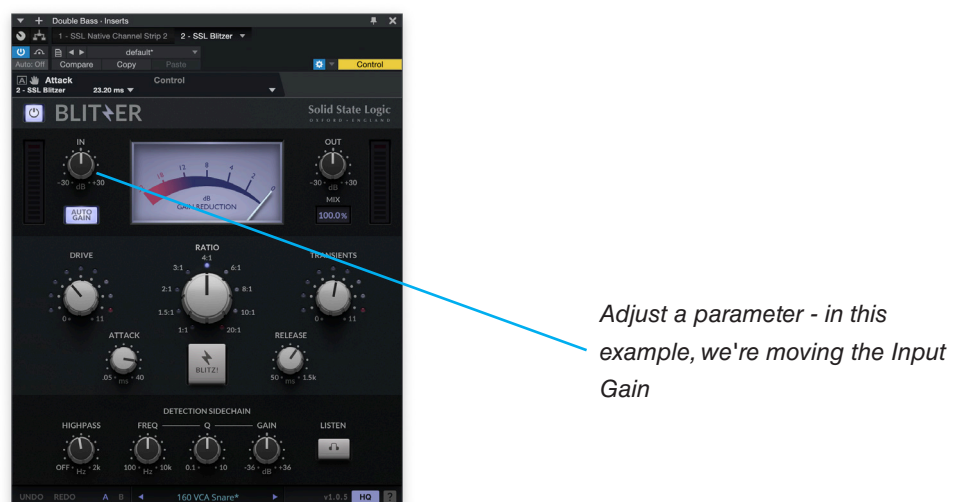 Double Bass - Inserts
1 - SSL Native Channel Strip 2 2 - SSL Blitzer
default*
Auto: Off Compare Copy Paste Control
A Attack Control
2 - SSL Blitzer 23.20 ms
BLITZER Solid State Logic
OXFORD • ENGLAND
IN OUT
-30 dB +30
16 12 8 4 2 0
dB
GAIN REDUCTION
-30 dB +30
AUTO GAIN
MIX
100.0%
DRIVE RATIO TRANSIENTS
4:1
3:1 6:1
2:1 8:1
1.5:1 10:1
1:1 20:1
0 11 0 11
ATTACK RELEASE
.05 ms 40 BLITZ! 50 ms 1.5k
DETECTION SIDECHAIN
HIGHPASS FREQ Q GAIN LISTEN
OFF Hz 2k 100 Hz 10k 0.1 10 -36 dB +36
UNDO REDO A B 160 VCA Snare* v1.0.5 HQ ?
Adjust a parameter - in this
example, we're moving the Input
Gain